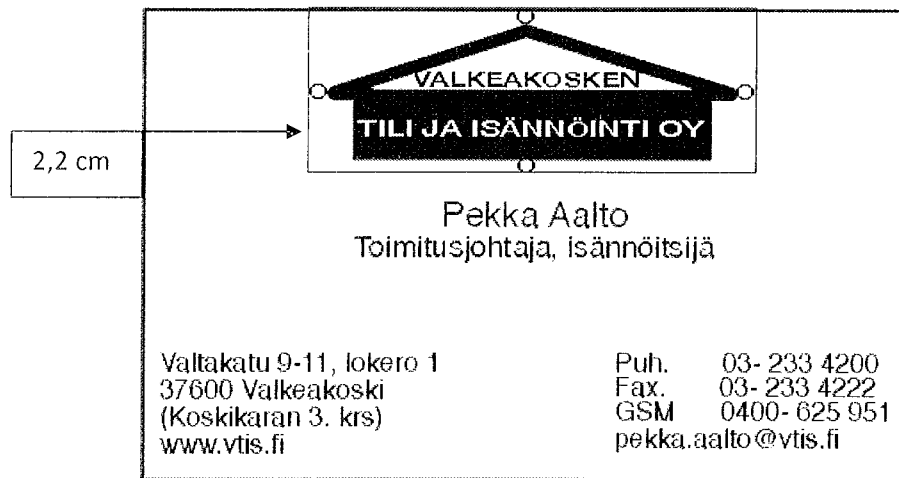 VALKEAKOSKEN
TILI JA ISÄNNÖINTI OY
2,2 cm
Pekka Aalto
Toimitusjohtaja, isännöitsijä
Valtakatu 9-11, lokero 1
37600 Valkeakoski
(Koskikaran 3. krs)
www.vtis.fi
Puh. 03- 233 4200
Fax. 03- 233 4222
GSM 0400- 625 951
pekka.aalto@vtis.fi